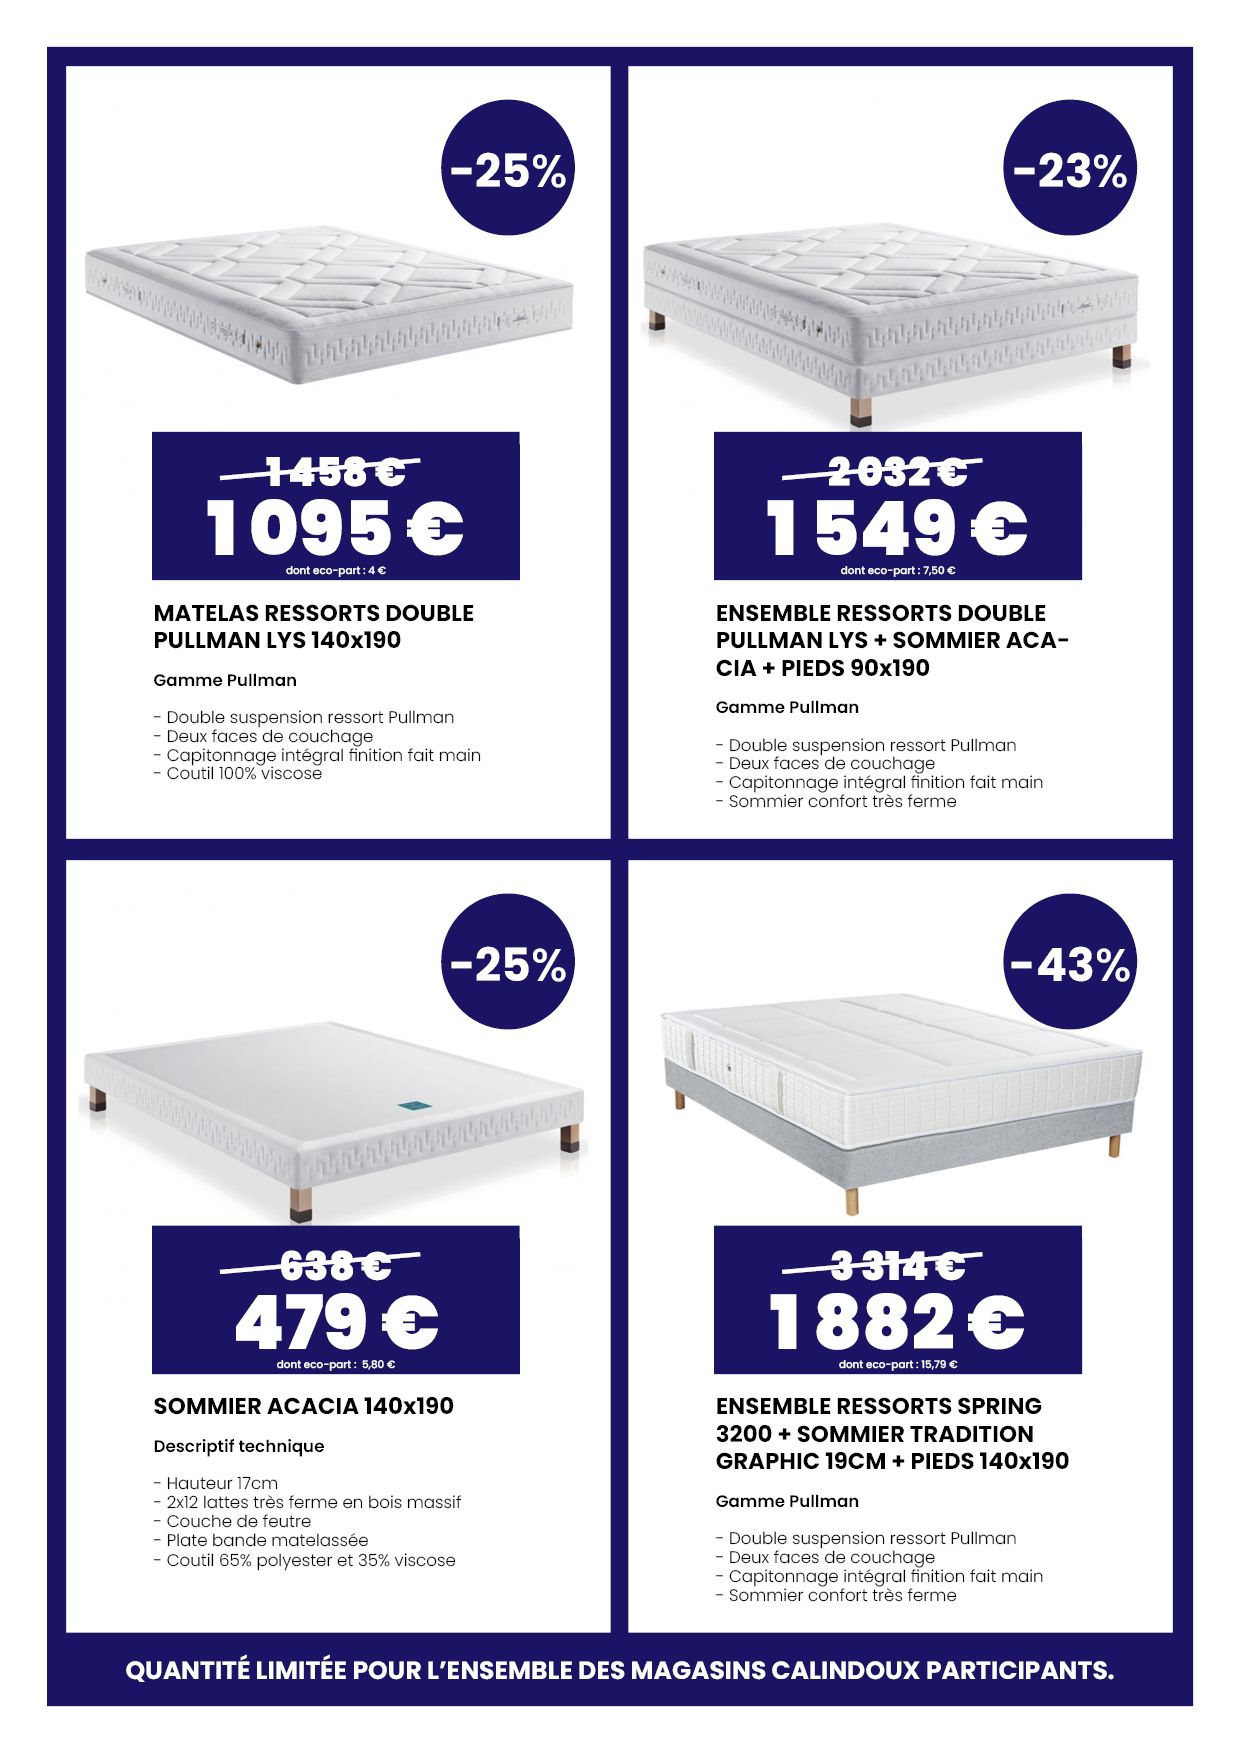 -25%
1 458 €
1 095 €
dont eco-part : 4 €
MATELAS RESSORTS DOUBLE
PULLMAN LYS 140x190
Gamme Pullman
- Double suspension ressort Pullman
- Deux faces de couchage
- Capitonnage intégral finition fait main
- Coutil 100% viscose
-23%
2 032 €
1 549 €
dont eco-part : 7,50 €
ENSEMBLE RESSORTS DOUBLE
PULLMAN LYS + SOMMIER ACA-
CIA + PIEDS 90x190
Gamme Pullman
- Double suspension ressort Pullman
- Deux faces de couchage
- Capitonnage intégral finition fait main
- Sommier confort très ferme
-25%
638 €
479 €
dont eco-part : 5,80 €
SOMMIER ACACIA 140x190
Descriptif technique
- Hauteur 17cm
- 2x12 lattes très ferme en bois massif
- Couche de feutre
- Plate bande matelassée
- Coutil 65% polyester et 35% viscose
-43%
3 314 €
1 882 €
dont eco-part : 15,79 €
ENSEMBLE RESSORTS SPRING
3200 + SOMMIER TRADITION
GRAPHIC 19CM + PIEDS 140x190
Gamme Pullman
- Double suspension ressort Pullman
- Deux faces de couchage
- Capitonnage intégral finition fait main
- Sommier confort très ferme
QUANTITÉ LIMITÉE POUR L'ENSEMBLE DES MAGASINS CALINDOUX PARTICIPANTS.